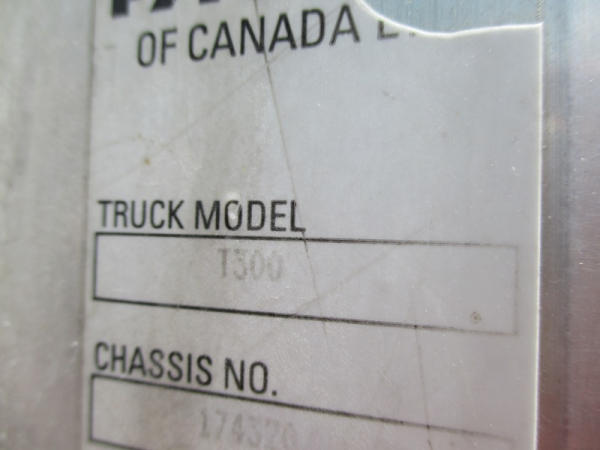 OF CANADA
TRUCK MODEL
T300
CHASSIS NO.
174320